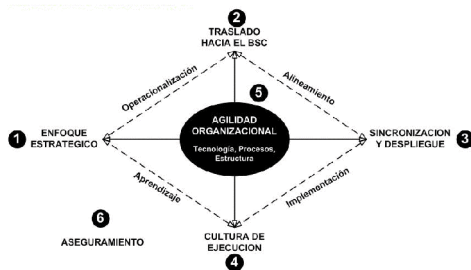 2
TRASLADO
HACIA EL BSC
Operacionalización
Alineamiento
5
AGILIDAD
ORGANIZACIONAL
Tecnología, Procesos,
Estructura
1 ENFOQUE
ESTRATEGICO
SINCRONIZACION
Y DESPLIEGUE 3
Aprendizaje
Implementación
6
ASEGURAMIENTO
CULTURA DE
EJECUCION
4